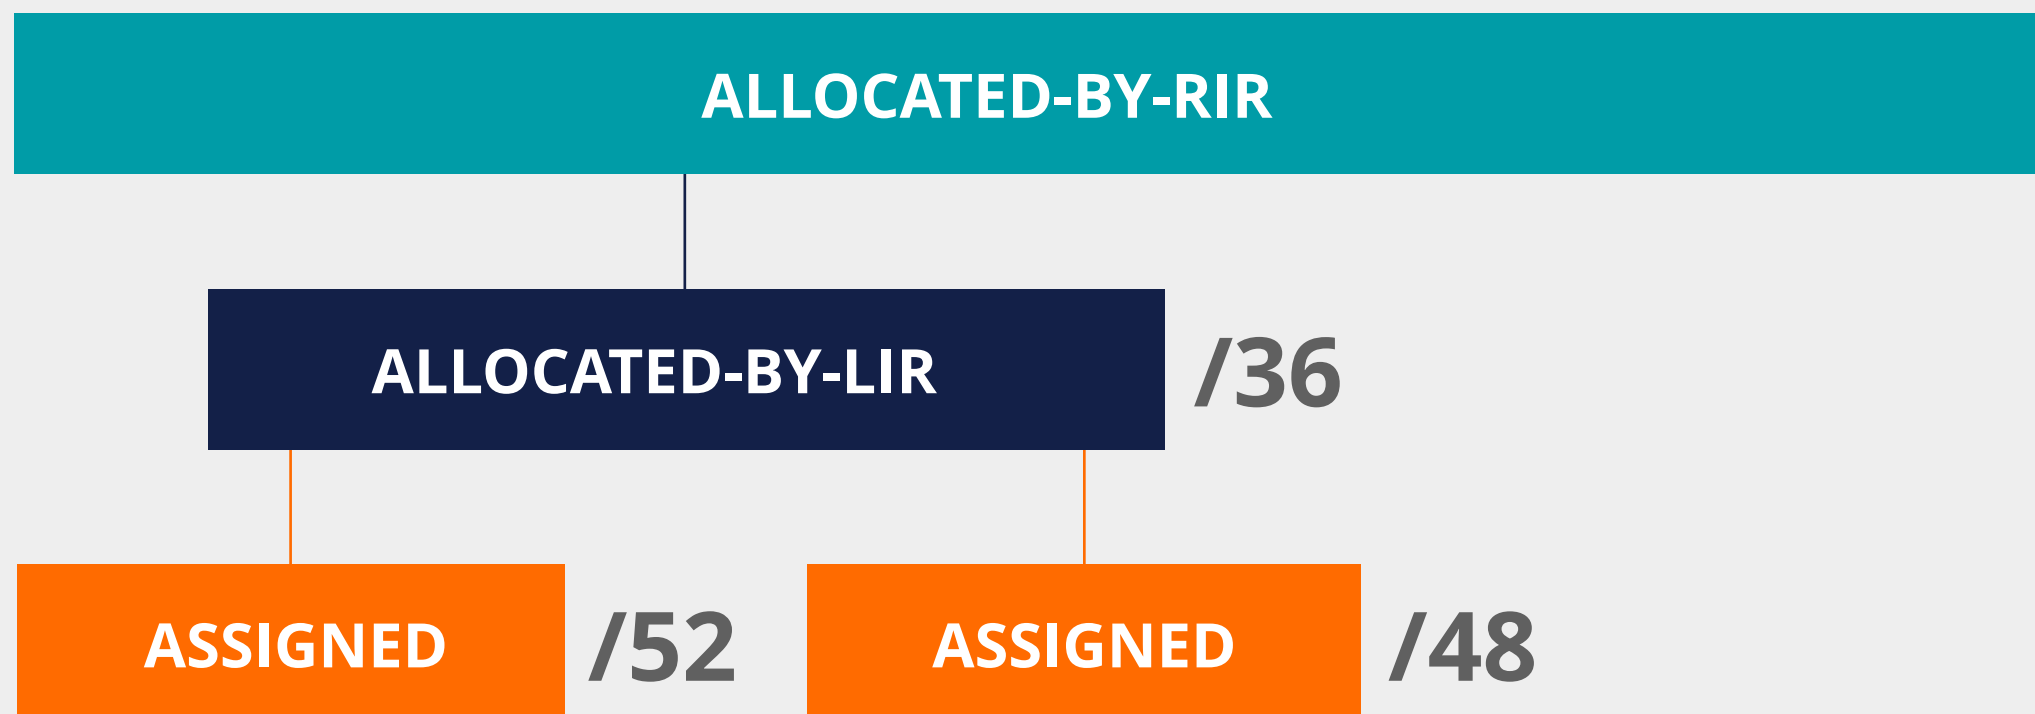 ALLOCATED-BY-RIR
ALLOCATED-BY-LIR /36
ASSIGNED /52 ASSIGNED /48